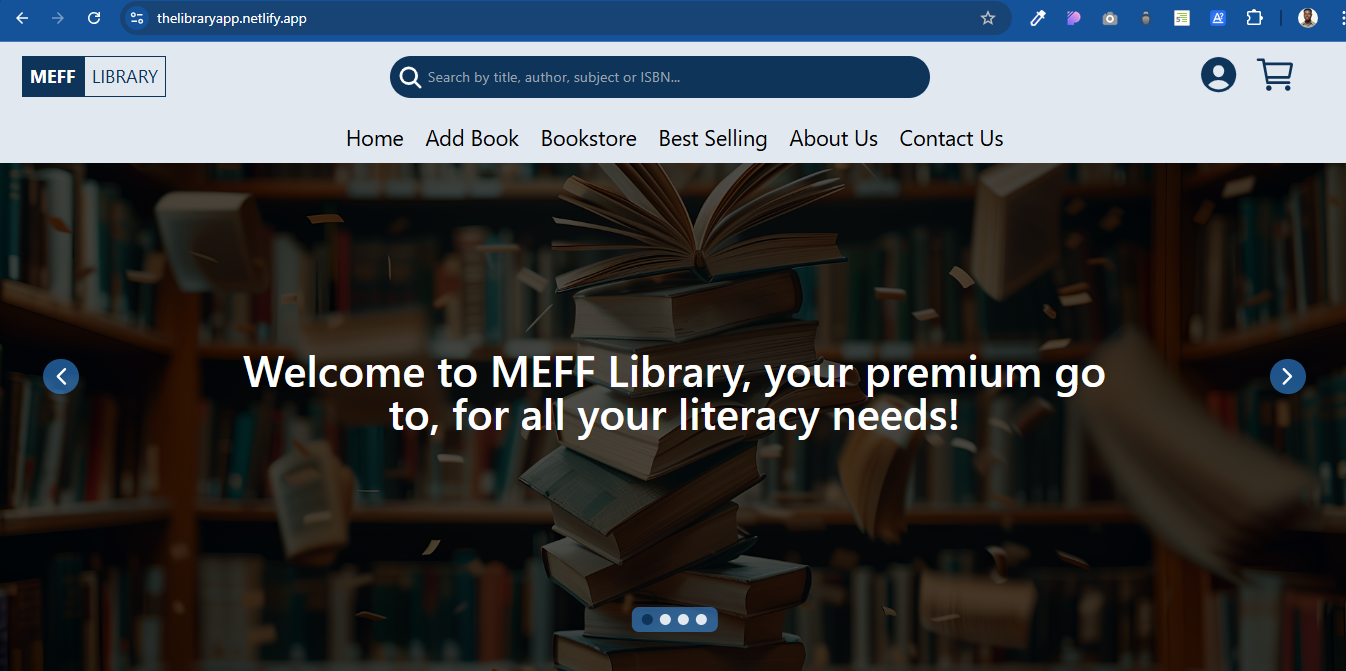 thelibraryapp.netlify.app
MEFF LIBRARY
Search by title, author, subject or ISBN...
Home Add Book Bookstore Best Selling About Us Contact Us
Welcome to MEFF Library, your premium go
to, for all your literacy needs!